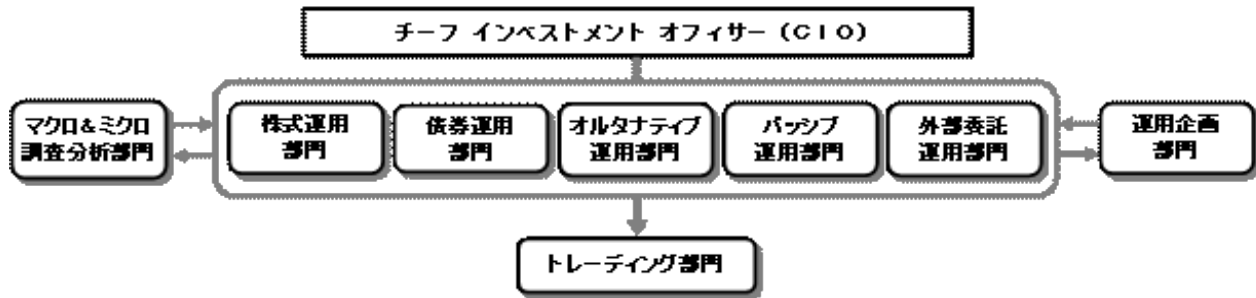 チーフ インベストメント オフィサー（ＣＩＯ）
マクロ＆ミクロ
調査分析部門
株式運用
部門
債券運用
部門
オルタナティブ
運用部門
パッシブ
運用部門
外部委託
運用部門
運用企画
部門
トレーディング部門